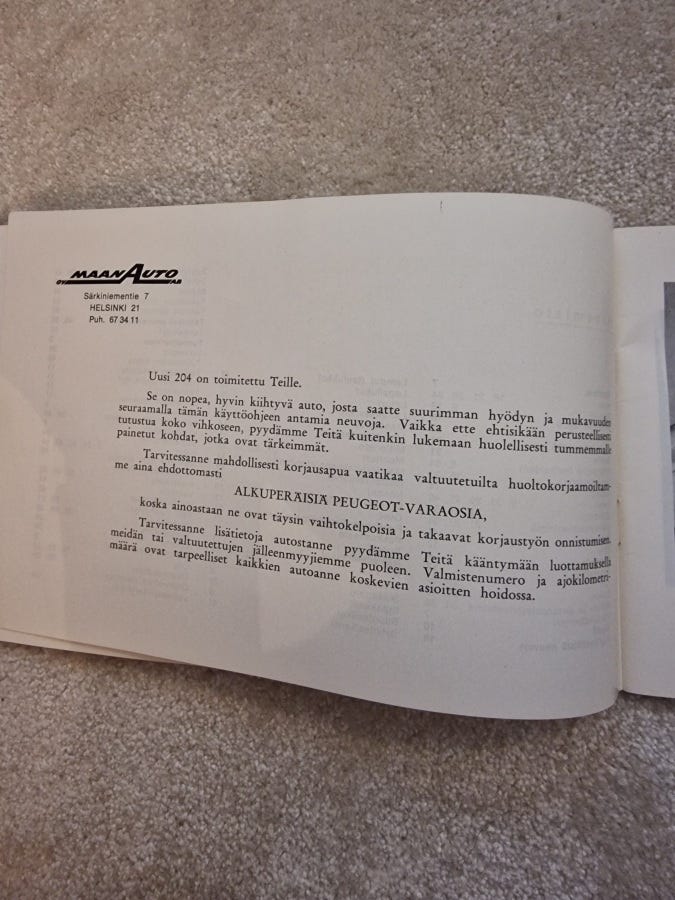 MAAN AUTO
OY AB
Särkiniementie 7
HELSINKI 21
Puh. 67 34 11
Uusi 204 on toimitettu Teille.
Se on nopea, hyvin kiihtyvä auto, josta saatte suurimman hyödyn ja mukavuuden
seuraamalla tämän käyttöohjeen antamia neuvoja. Vaikka ette ehtisikään perusteellisesti
tutustua koko vihkoseen, pyydämme Teitä kuitenkin lukemaan huolellisesti tummemmalla
painetut kohdat, jotka ovat tärkeimmät.
Tarvitessanne mahdollisesti korjausapua vaatikaa valtuutetuilta huoltokorjaamoiltam-
me aina ehdottomasti
ALKUPERÄISIÄ PEUGEOT-VARAOSIA,
koska ainoastaan ne ovat täysin vaihtokelpoisia ja takaavat korjaustyön onnistumisen.
Tarvitessanne lisätietoja autostanne pyydämme Teitä kääntymään luottamuksella
meidän tai valtuutettujen jälleenmyyjiemme puoleen. Valmistenumero ja ajokilometri-
määrä ovat tarpeelliset kaikkien autoanne koskevien asioitten hoidossa.